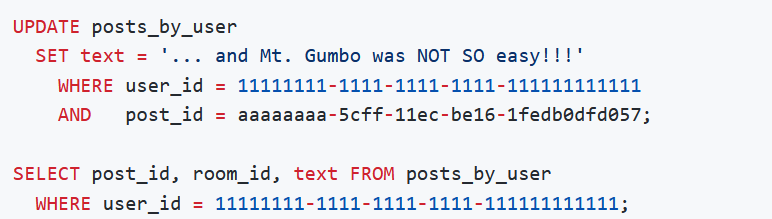 UPDATE posts_by_user
SET text = '... and Mt. Gumbo was NOT SO easy!!!'
WHERE user_id = 11111111-1111-1111-1111-111111111111
AND post_id = aaaaaaaa-5cff-11ec-be16-1fedb0dfd057;
SELECT post_id, room_id, text FROM posts_by_user
WHERE user_id = 11111111-1111-1111-1111-111111111111;